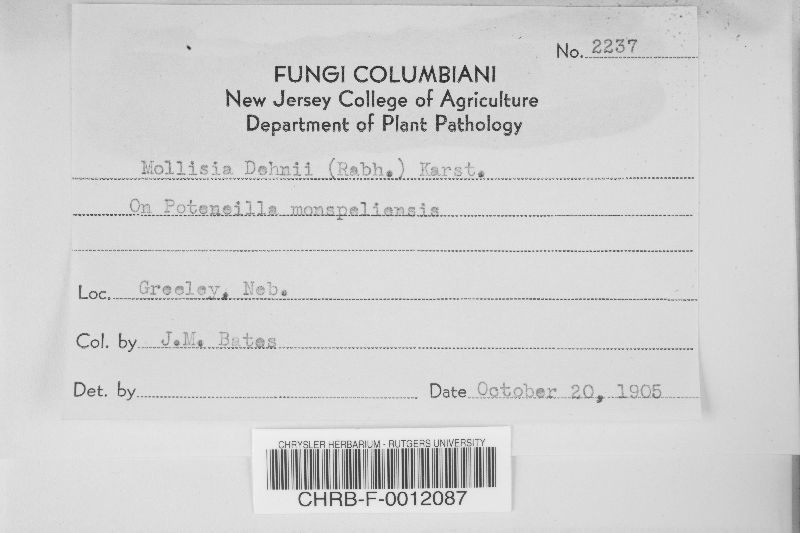 No. 2237
FUNGI COLUMBIANI
New Jersey College of Agriculture
Department of Plant Pathology
Mollisia Dehnii (Rabh.) Karst.
On Poteneilla monspeliensis
Loc. Greeley, Neb.
Col. by J.M. Bates
Det. by Date October 20, 1905
CHRYSLER HERBARIUM - RUTGERS UNIVERSITY
CHRB-F-0012087